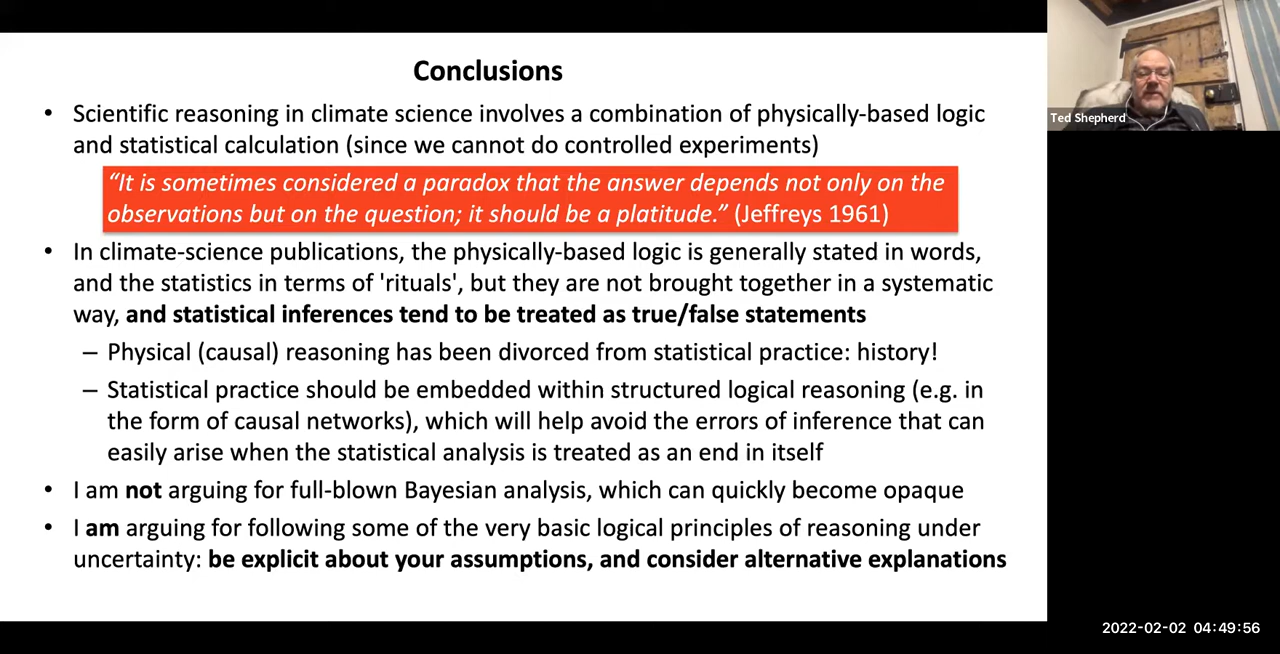 Conclusions
• Scientific reasoning in climate science involves a combination of physically-based logic
and statistical calculation (since we cannot do controlled experiments)
“It is sometimes considered a paradox that the answer depends not only on the
observations but on the question; it should be a platitude.” (Jeffreys 1961)
• In climate-science publications, the physically-based logic is generally stated in words,
and the statistics in terms of 'rituals', but they are not brought together in a systematic
way, and statistical inferences tend to be treated as true/false statements
– Physical (causal) reasoning has been divorced from statistical practice: history!
– Statistical practice should be embedded within structured logical reasoning (e.g. in
the form of causal networks), which will help avoid the errors of inference that can
easily arise when the statistical analysis is treated as an end in itself
• I am not arguing for full-blown Bayesian analysis, which can quickly become opaque
• I am arguing for following some of the very basic logical principles of reasoning under
uncertainty: be explicit about your assumptions, and consider alternative explanations
Ted Shepherd
2022-02-02 04:49:56